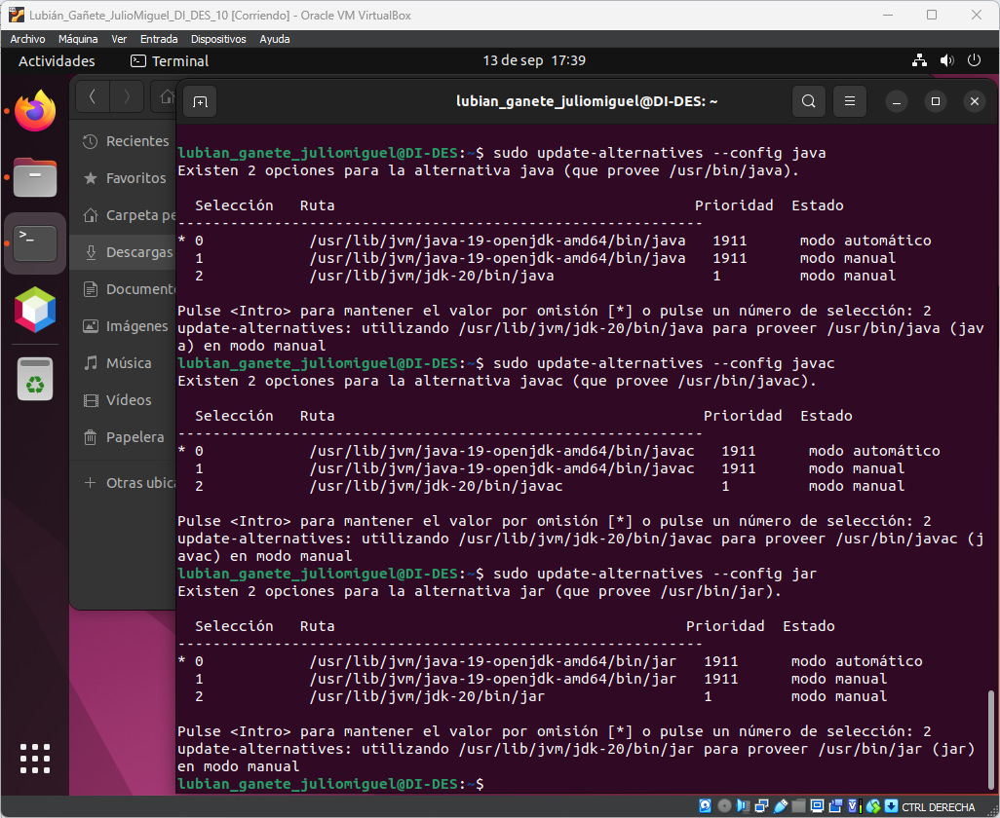 Lubián_Gañete_JulioMiguel_DI_DES_10 [Corriendo] - Oracle VM VirtualBox
Archivo Máquina Ver Entrada Dispositivos Ayuda
Actividades Terminal 13 de sep 17:39
lubian_ganete_juliomiguel@DI-DES: ~
Recientes
Favoritos
Carpeta pe
Descargas
Document
Imágenes
Música
Vídeos
Papelera
Otras ubica
lubian_ganete_juliomiguel@DI-DES:~$ sudo update-alternatives --config java
Existen 2 opciones para la alternativa java (que provee /usr/bin/java).
Selección Ruta Prioridad Estado
------------------------------------------------------------
* 0 /usr/lib/jvm/java-19-openjdk-amd64/bin/java 1911 modo automático
1 /usr/lib/jvm/java-19-openjdk-amd64/bin/java 1911 modo manual
2 /usr/lib/jvm/jdk-20/bin/java 1 modo manual
Pulse <Intro> para mantener el valor por omisión [*] o pulse un número de selección: 2
update-alternatives: utilizando /usr/lib/jvm/jdk-20/bin/java para proveer /usr/bin/java (jav
a) en modo manual
lubian_ganete_juliomiguel@DI-DES:~$ sudo update-alternatives --config javac
Existen 2 opciones para la alternativa javac (que provee /usr/bin/javac).
Selección Ruta Prioridad Estado
------------------------------------------------------------
* 0 /usr/lib/jvm/java-19-openjdk-amd64/bin/javac 1911 modo automático
1 /usr/lib/jvm/java-19-openjdk-amd64/bin/javac 1911 modo manual
2 /usr/lib/jvm/jdk-20/bin/javac 1 modo manual
Pulse <Intro> para mantener el valor por omisión [*] o pulse un número de selección: 2
update-alternatives: utilizando /usr/lib/jvm/jdk-20/bin/javac para proveer /usr/bin/javac (j
avac) en modo manual
lubian_ganete_juliomiguel@DI-DES:~$ sudo update-alternatives --config jar
Existen 2 opciones para la alternativa jar (que provee /usr/bin/jar).
Selección Ruta Prioridad Estado
------------------------------------------------------------
* 0 /usr/lib/jvm/java-19-openjdk-amd64/bin/jar 1911 modo automático
1 /usr/lib/jvm/java-19-openjdk-amd64/bin/jar 1911 modo manual
2 /usr/lib/jvm/jdk-20/bin/jar 1 modo manual
Pulse <Intro> para mantener el valor por omisión [*] o pulse un número de selección: 2
update-alternatives: utilizando /usr/lib/jvm/jdk-20/bin/jar para proveer /usr/bin/jar (jar)
en modo manual
lubian_ganete_juliomiguel@DI-DES:~$
CTRL DERECHA